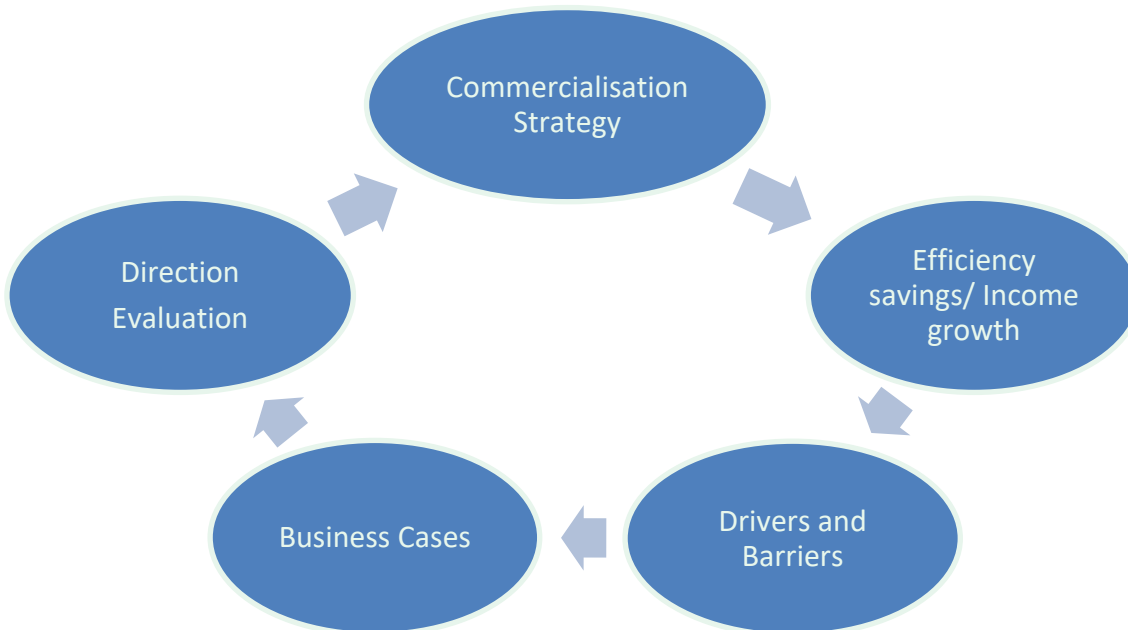 Commercialisation
Strategy
Efficiency
savings/ Income
growth
Drivers and
Barriers
Business Cases
Direction
Evaluation